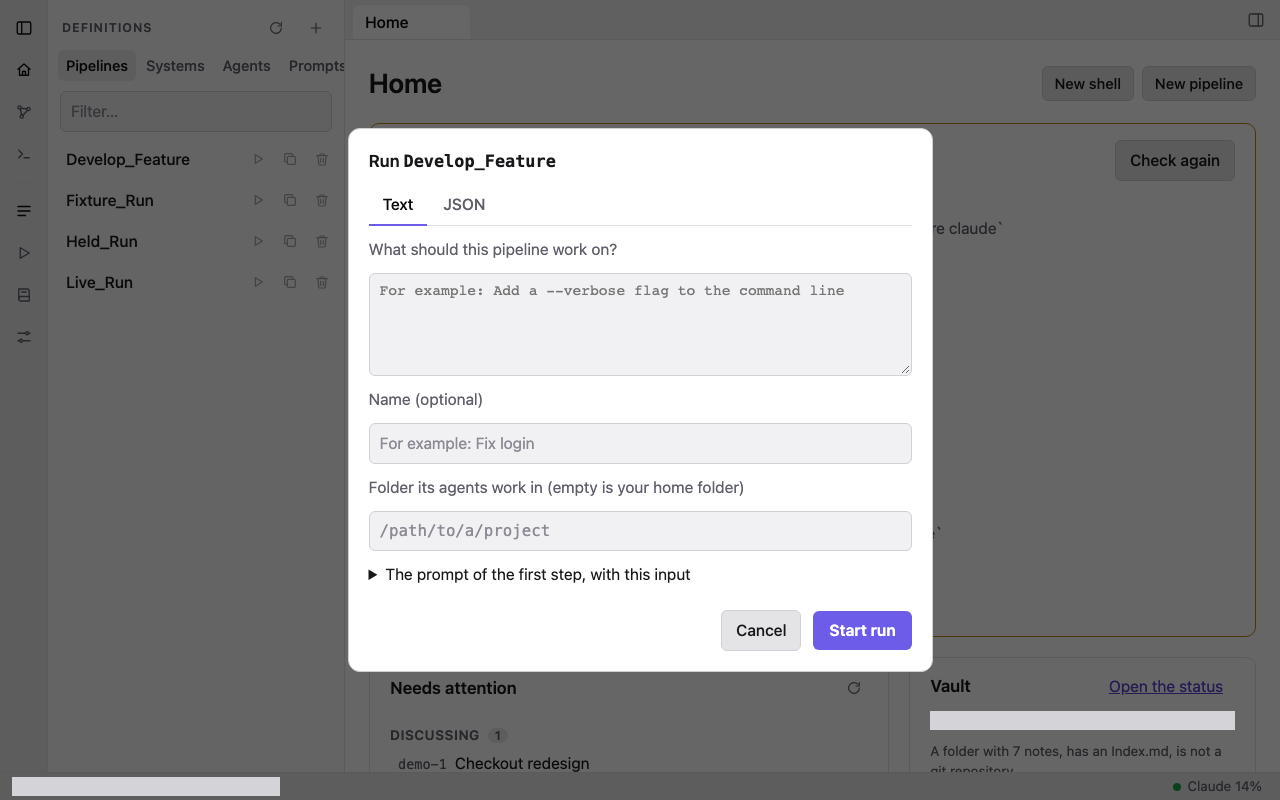 DEFINITIONS
Pipelines Systems Agents Prompts
Filter...
Develop_Feature
Fixture_Run
Held_Run
Live_Run
Home
Home
New shell New pipeline
Check again
re claude`
Run Develop_Feature
Text JSON
What should this pipeline work on?
For example: Add a --verbose flag to the command line
Name (optional)
For example: Fix login
Folder its agents work in (empty is your home folder)
/path/to/a/project
The prompt of the first step, with this input
Cancel Start run
Needs attention
DISCUSSING 1
demo-1 Checkout redesign
Vault Open the status
A folder with 7 notes, has an Index.md, is not a
git repository
Claude 14%